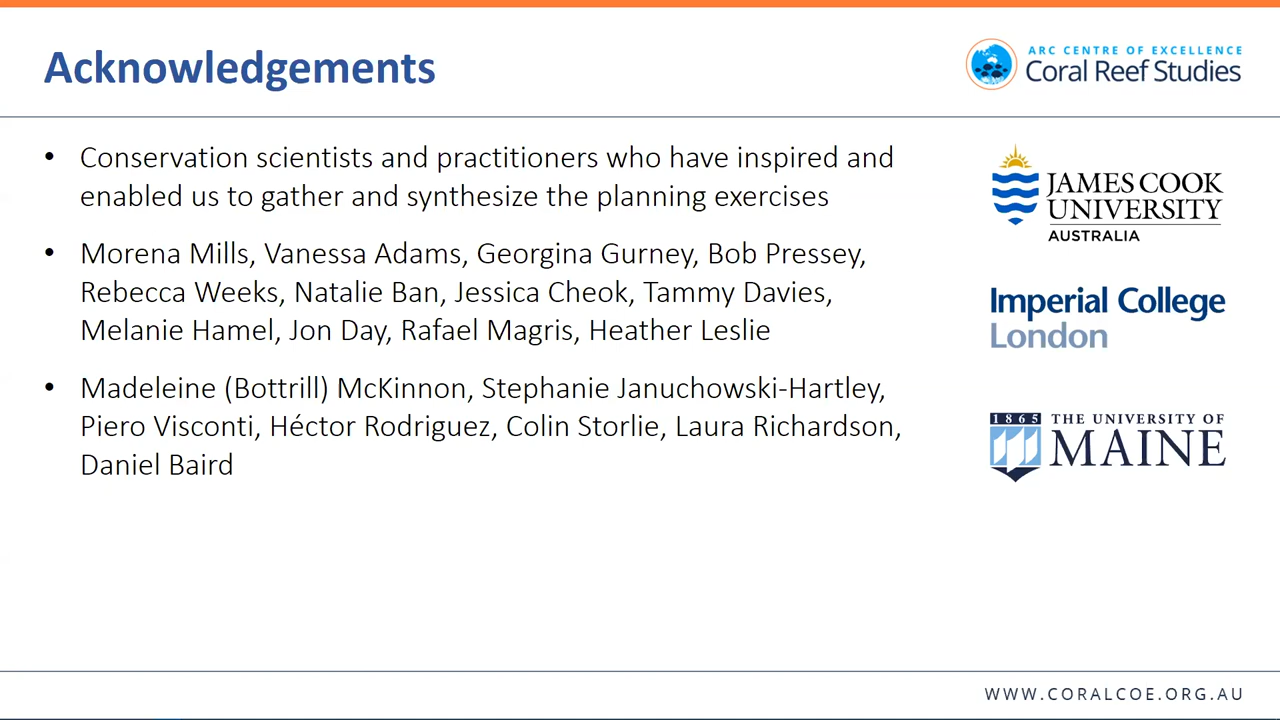 Acknowledgements
ARC CENTRE OF EXCELLENCE
Coral Reef Studies
• Conservation scientists and practitioners who have inspired and
enabled us to gather and synthesize the planning exercises
• Morena Mills, Vanessa Adams, Georgina Gurney, Bob Pressey,
Rebecca Weeks, Natalie Ban, Jessica Cheok, Tammy Davies,
Melanie Hamel, Jon Day, Rafael Magris, Heather Leslie
• Madeleine (Bottrill) McKinnon, Stephanie Januchowski-Hartley,
Piero Visconti, Héctor Rodriguez, Colin Storlie, Laura Richardson,
Daniel Baird
JAMES COOK
UNIVERSITY
AUSTRALIA
Imperial College
London
1865
THE UNIVERSITY OF
MAINE
WWW.CORALCOE.ORG.AU